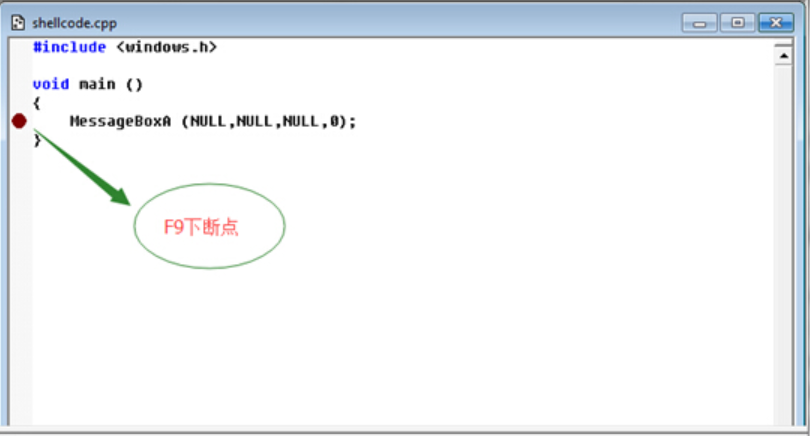 shellcode.cpp
#include <windows.h>
void main ()
{
MessageBoxA (NULL,NULL,NULL,0);
}
F9下断点